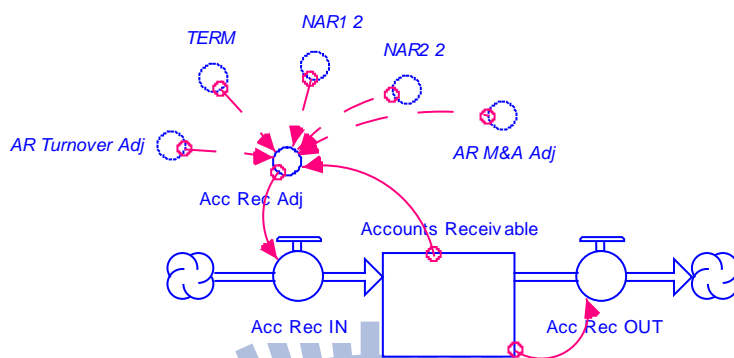 NAR1 2
TERM
NAR2 2
AR Turnover Adj
AR M&A Adj
Acc Rec Adj
Accounts Receivable
Acc Rec IN
Acc Rec OUT